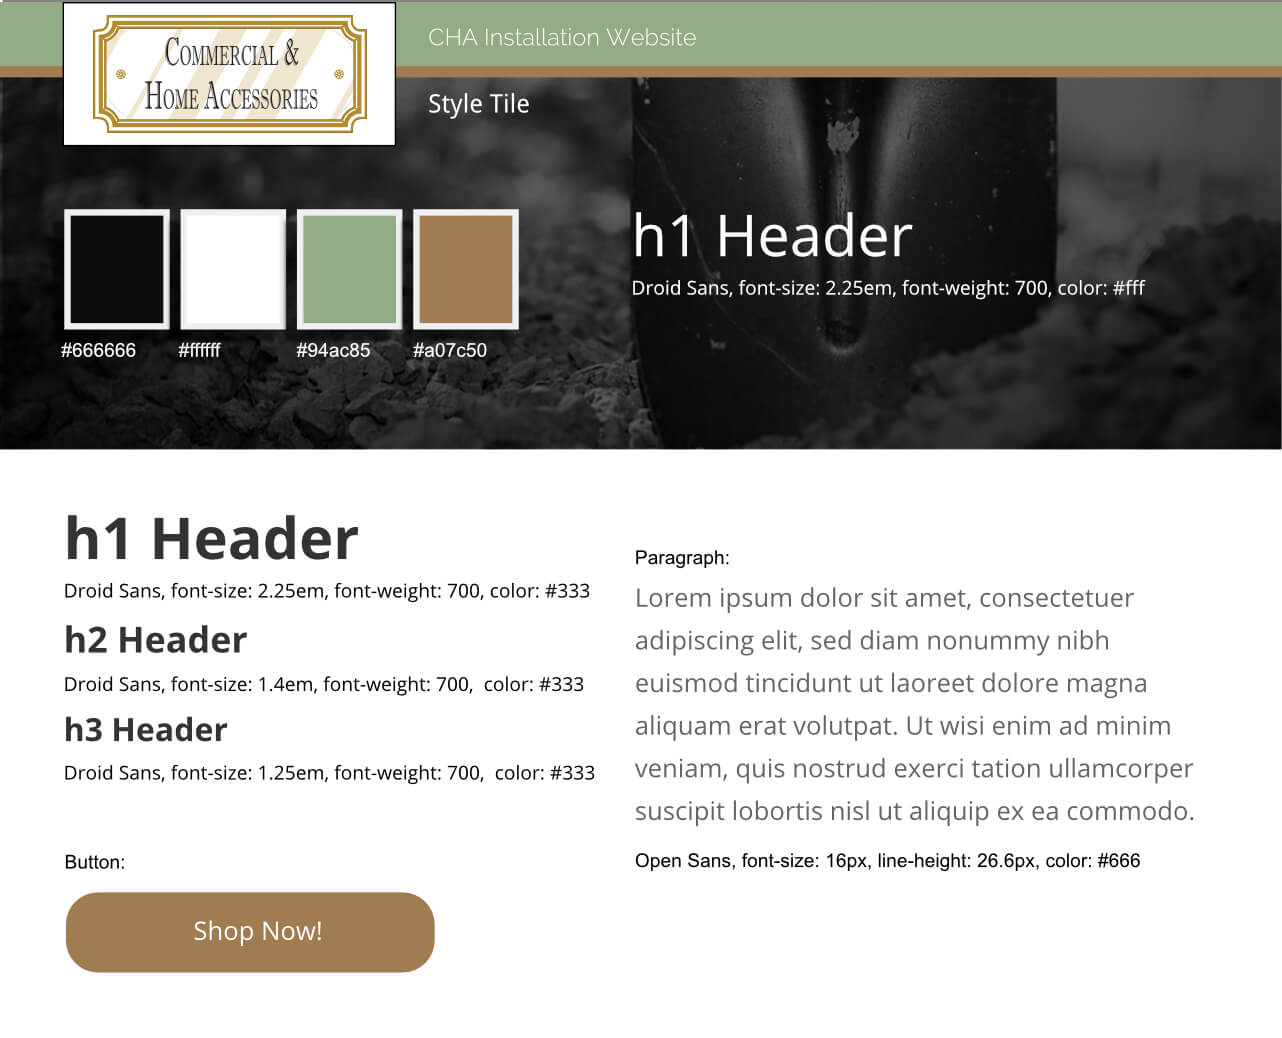 COMMERCIAL &
HOME ACCESSORIES
CHA Installation Website
Style Tile
#666666
#ffffff
#94ac85
#a07c50
h1 Header
Droid Sans, font-size: 2.25em, font-weight: 700, color: #fff
h1 Header
Droid Sans, font-size: 2.25em, font-weight: 700, color: #333
h2 Header
Droid Sans, font-size: 1.4em, font-weight: 700,  color: #333
h3 Header
Droid Sans, font-size: 1.25em, font-weight: 700,  color: #333
Button:
Shop Now!
Paragraph:
Lorem ipsum dolor sit amet, consectetuer
adipiscing elit, sed diam nonummy nibh
euismod tincidunt ut laoreet dolore magna
aliquam erat volutpat. Ut wisi enim ad minim
veniam, quis nostrud exerci tation ullamcorper
suscipit lobortis nisl ut aliquip ex ea commodo.
Open Sans, font-size: 16px, line-height: 26.6px, color: #666